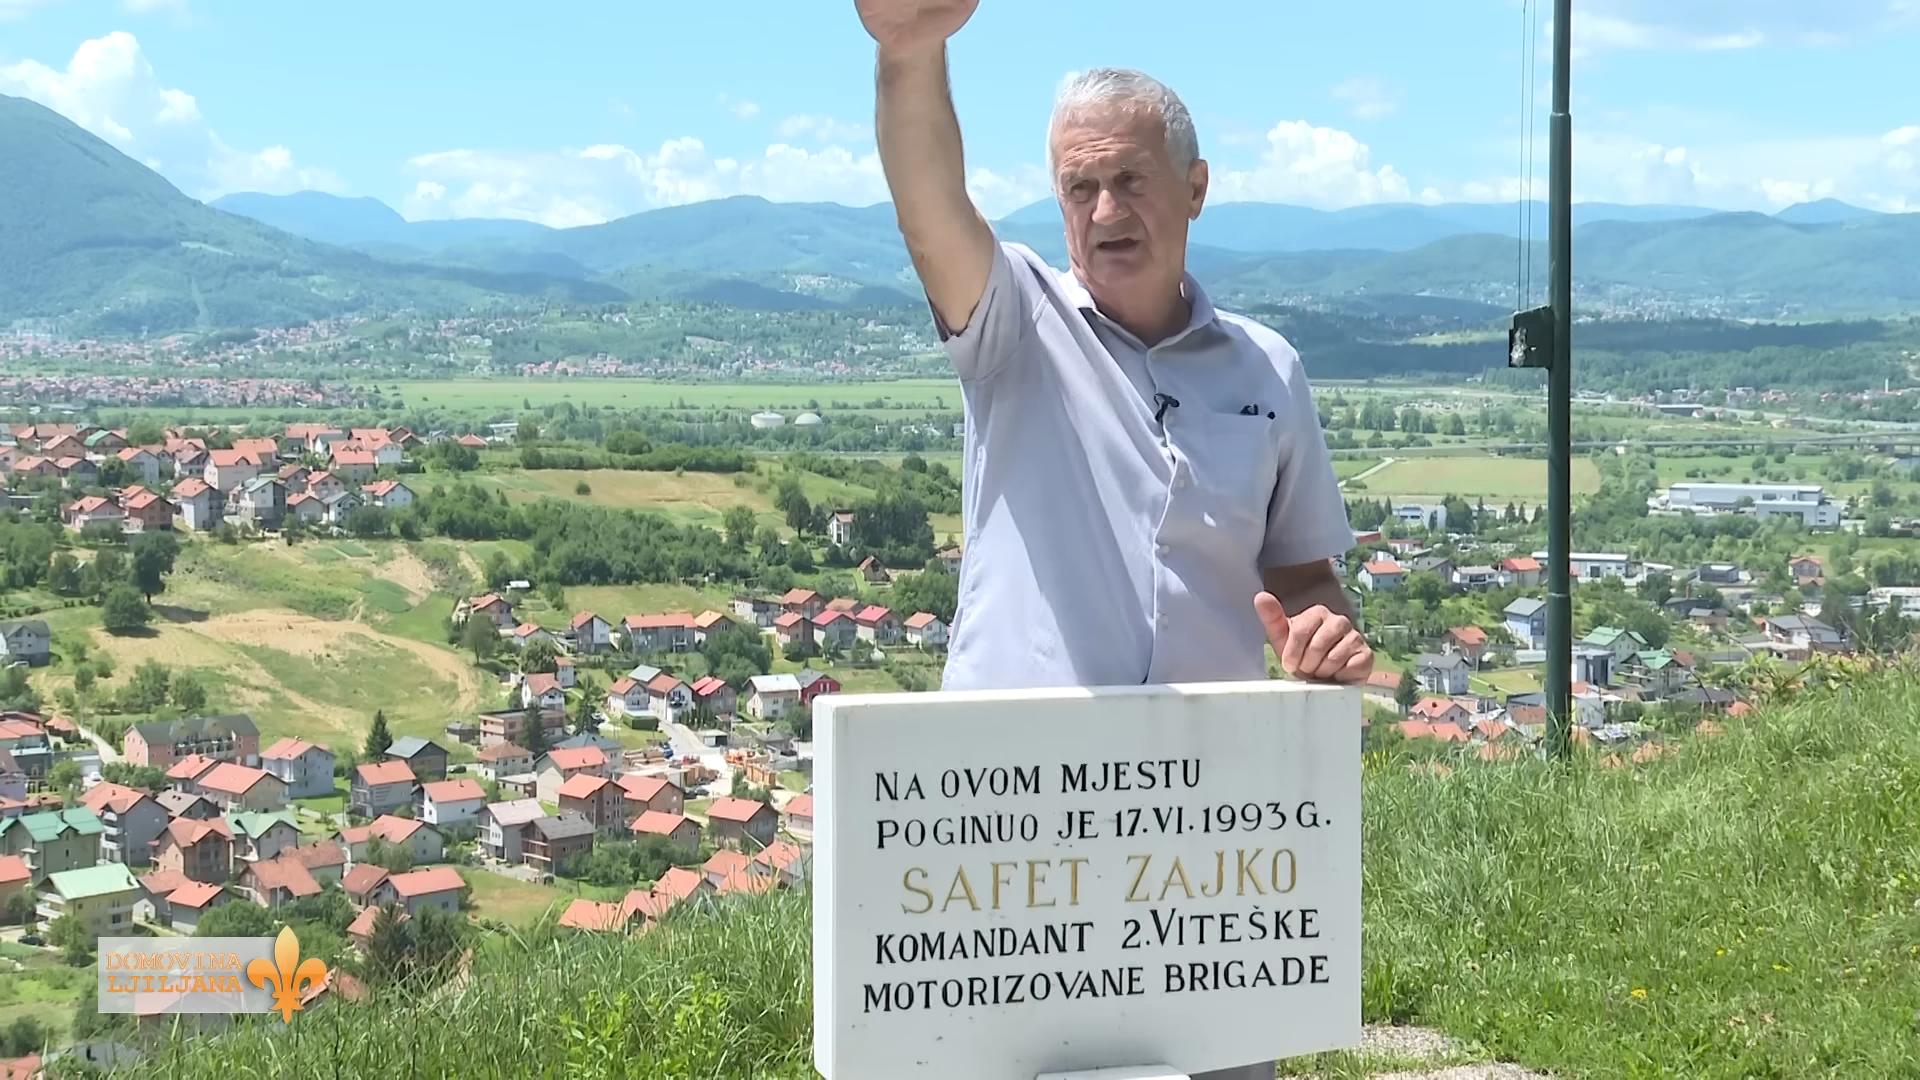 NA OVOM MJESTU
POGINUO JE 17.VI.1993 G.
SAFET ZAJKO
KOMANDANT 2.VITEŠKE
MOTORIZOVANE BRIGADE
DOMOVINA
LJILJANA